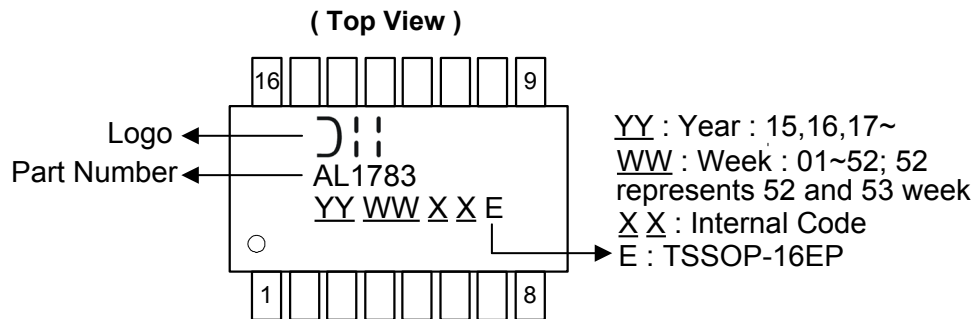 ( Top View )
16 9
Logo
Part Number
AL1783
YY WW X X E
1 8
YY : Year : 15,16,17~
WW : Week : 01~52; 52
represents 52 and 53 week
X X : Internal Code
E : TSSOP-16EP